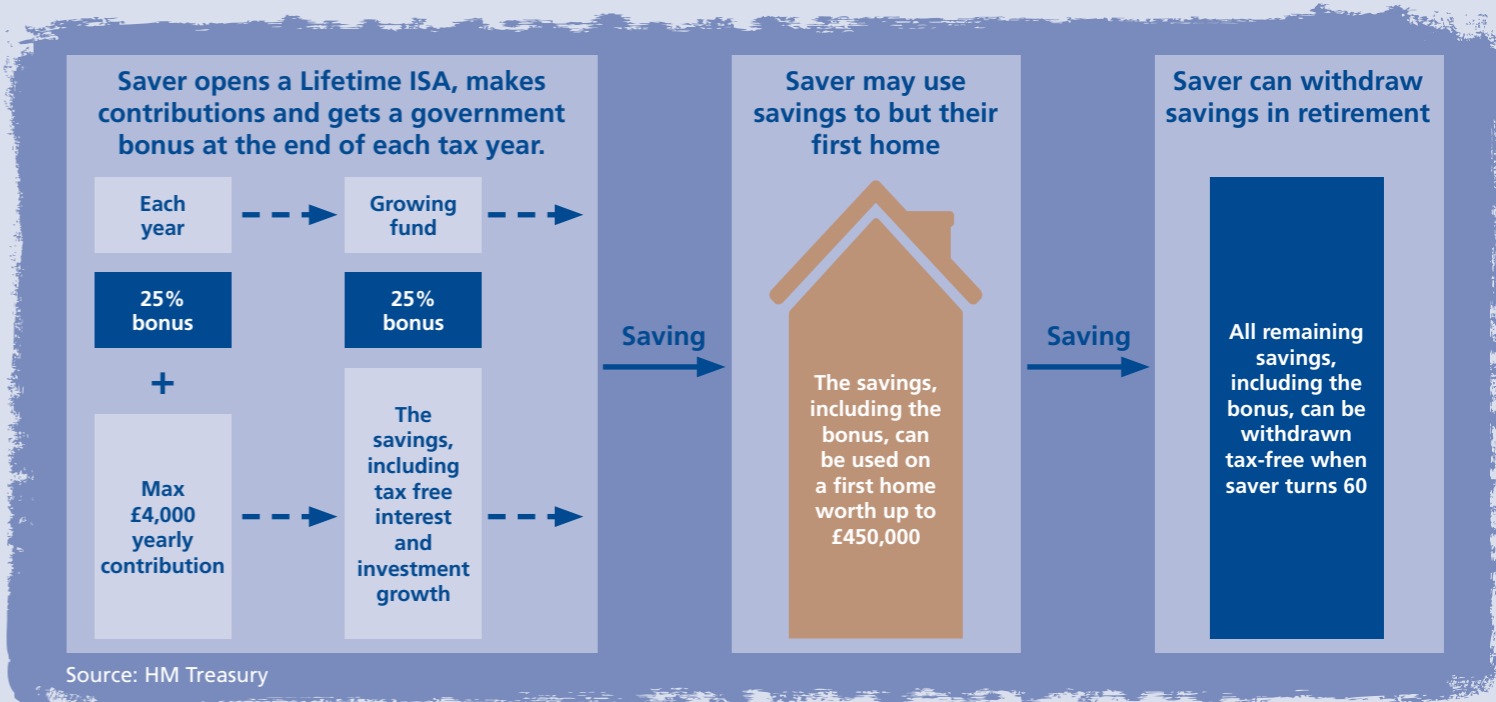 Saver opens a Lifetime ISA, makes
contributions and gets a government
bonus at the end of each tax year.
Each
year
Growing
fund
25%
bonus
25%
bonus
+
Max
£4,000
yearly
contribution
The
savings,
including
tax free
interest
and
investment
growth
Saving
Saver may use
savings to but their
first home
The savings,
including the
bonus, can
be used on
a first home
worth up to
£450,000
Saving
Saver can withdraw
savings in retirement
All remaining
savings,
including the
bonus, can be
withdrawn
tax-free when
saver turns 60
Source: HM Treasury